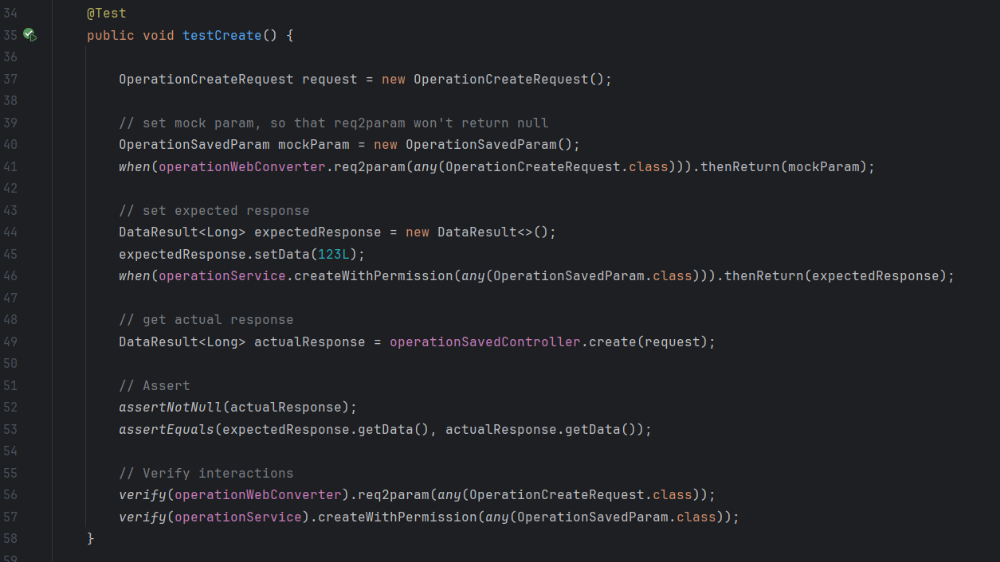 34 @Test
35 public void testCreate() {
36
37 OperationCreateRequest request = new OperationCreateRequest();
38
39 // set mock param, so that req2param won't return null
40 OperationSavedParam mockParam = new OperationSavedParam();
41 when(operationWebConverter.req2param(any(OperationCreateRequest.class))).thenReturn(mockParam);
42
43 // set expected response
44 DataResult<Long> expectedResponse = new DataResult<>();
45 expectedResponse.setData(123L);
46 when(operationService.createWithPermission(any(OperationSavedParam.class))).thenReturn(expectedResponse);
47
48 // get actual response
49 DataResult<Long> actualResponse = operationSavedController.create(request);
50
51 // Assert
52 assertNotNull(actualResponse);
53 assertEquals(expectedResponse.getData(), actualResponse.getData());
54
55 // Verify interactions
56 verify(operationWebConverter).req2param(any(OperationCreateRequest.class));
57 verify(operationService).createWithPermission(any(OperationSavedParam.class));
58 }
59